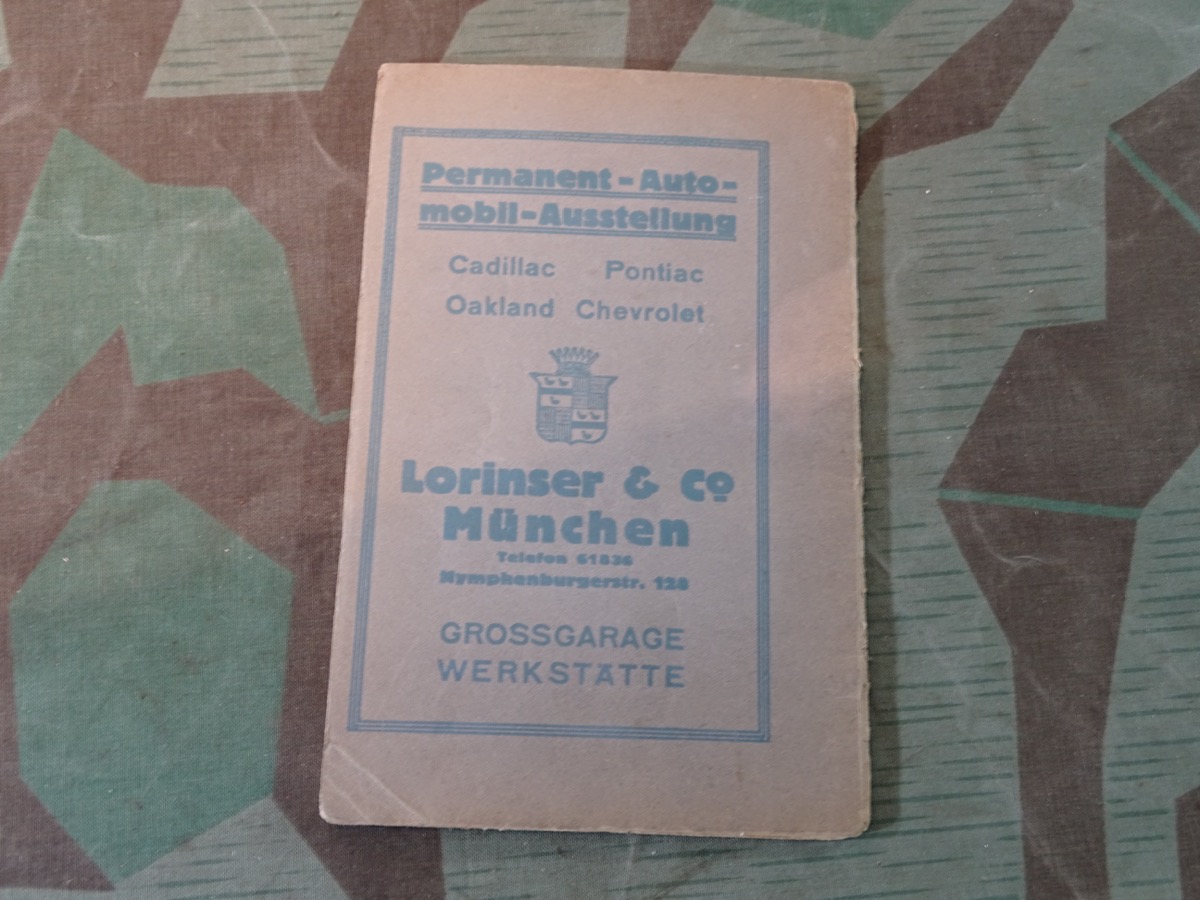 Permanent-Auto-
mobil-Ausstellung
Cadillac Pontiac
Oakland Chevrolet
Lorinser & Co
München
Telefon 61836
Nymphenburgerstr. 128
GROSSGARAGE
WERKSTÄTTE